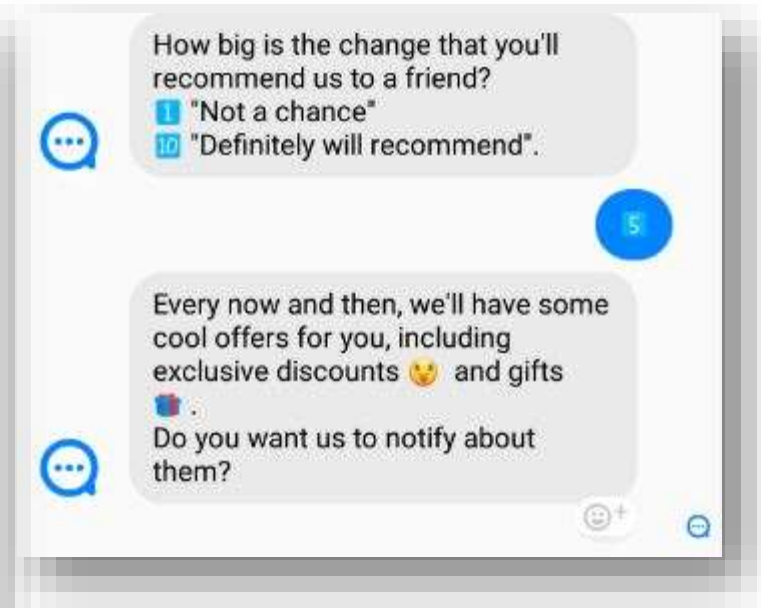 How big is the change that you'll
recommend us to a friend?
1 "Not a chance"
10 "Definitely will recommend".
5
Every now and then, we'll have some
cool offers for you, including
exclusive discounts 😲 and gifts
🎁 .
Do you want us to notify about
them?